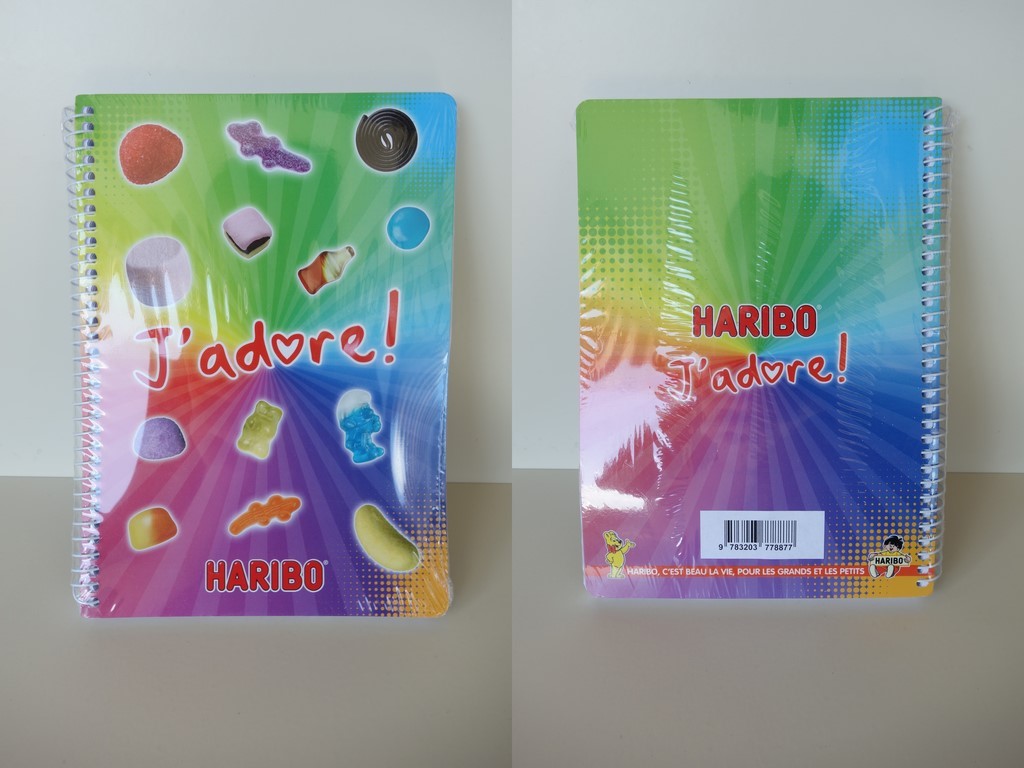 J'adore!
HARIBO®
HARIBO®
J'adore!
9 783203 778877
HARIBO, C'EST BEAU LA VIE, POUR LES GRANDS ET LES PETITS
HARIBO